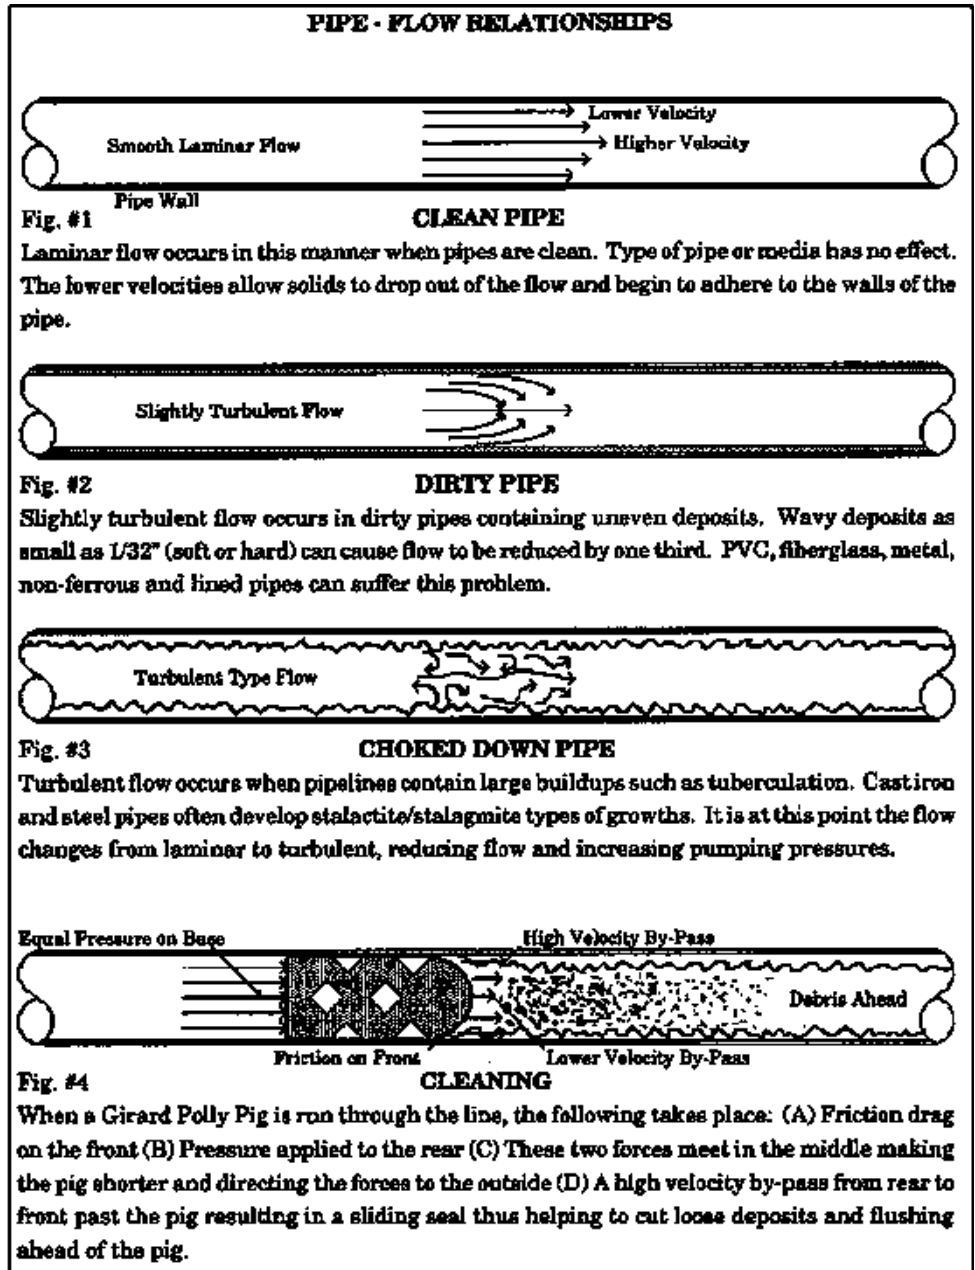 PIPE - FLOW RELATIONSHIPS
Lower Velocity
Smooth Laminar Flow
Higher Velocity
Pipe Wall
Fig. #1
CLEAN PIPE
Laminar flow occurs in this manner when pipes are clean. Type of pipe or media has no effect.
The lower velocities allow solids to drop out of the flow and begin to adhere to the walls of the
pipe.
Slightly Turbulent Flow
Fig. #2
DIRTY PIPE
Slightly turbulent flow occurs in dirty pipes containing uneven deposits. Wavy deposits as
small as 1/32" (soft or hard) can cause flow to be reduced by one third. PVC, fiberglass, metal,
non-ferrous and lined pipes can suffer this problem.
Turbulent Type Flow
Fig. #3
CHOKED DOWN PIPE
Turbulent flow occurs when pipelines contain large buildups such as tuberculation. Cast iron
and steel pipes often develop stalactite/stalagmite types of growths. It is at this point the flow
changes from laminar to turbulent, reducing flow and increasing pumping pressures.
Equal Pressure on Base
High Velocity By-Pass
Debris Ahead
Friction on Front
Lower Velocity By-Pass
Fig. #4
CLEANING
When a Girard Polly Pig is run through the line, the following takes place: (A) Friction drag
on the front (B) Pressure applied to the rear (C) These two forces meet in the middle making
the pig shorter and directing the forces to the outside (D) A high velocity by-pass from rear to
front past the pig resulting in a sliding seal thus helping to cut loose deposits and flushing
ahead of the pig.